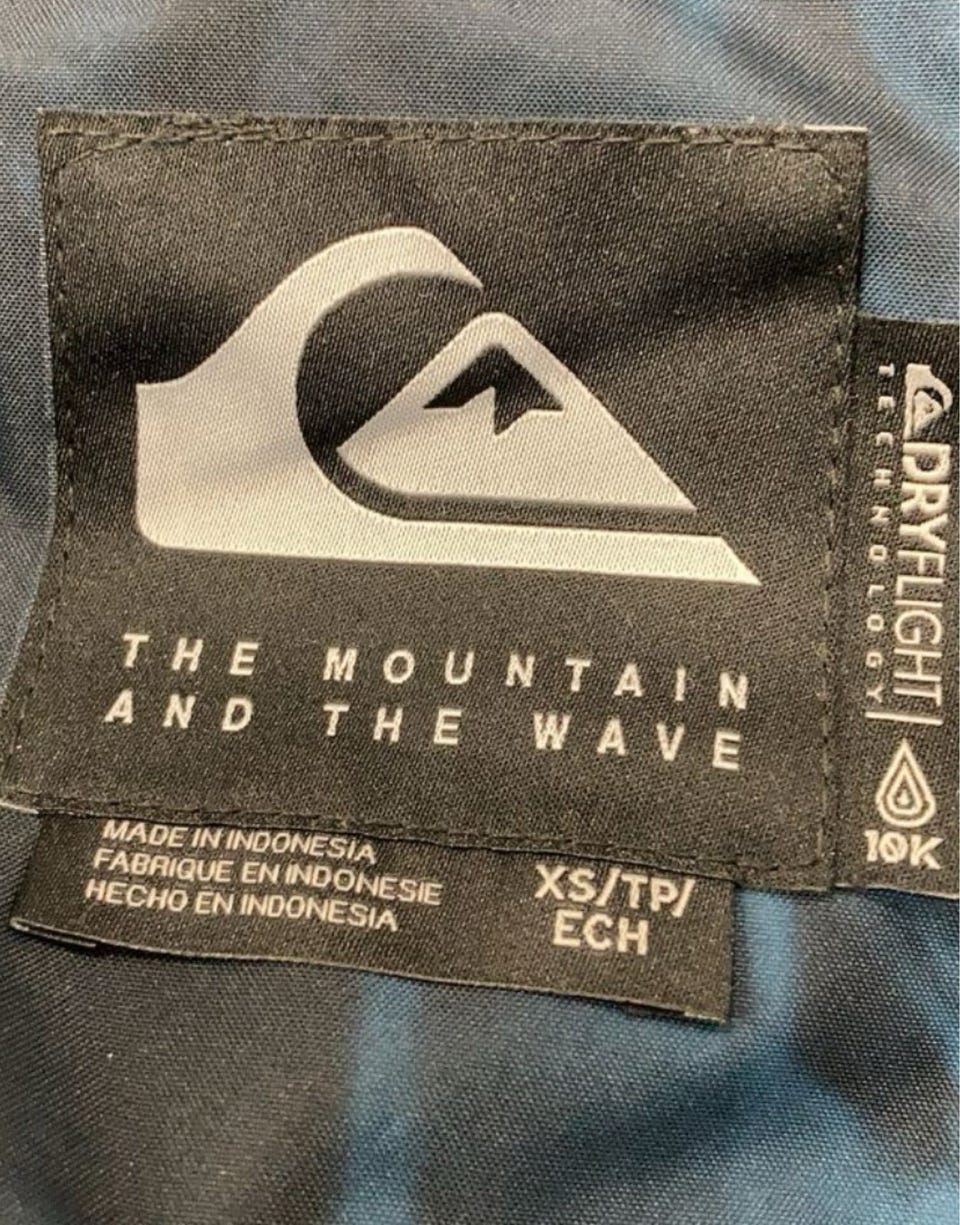 THE MOUNTAIN
AND THE WAVE
MADE IN INDONESIA
FABRIQUE EN INDONESIE
HECHO EN INDONESIA
XS/TP/
ECH
DRYFLIGHT
TECHNOLOGY
10K